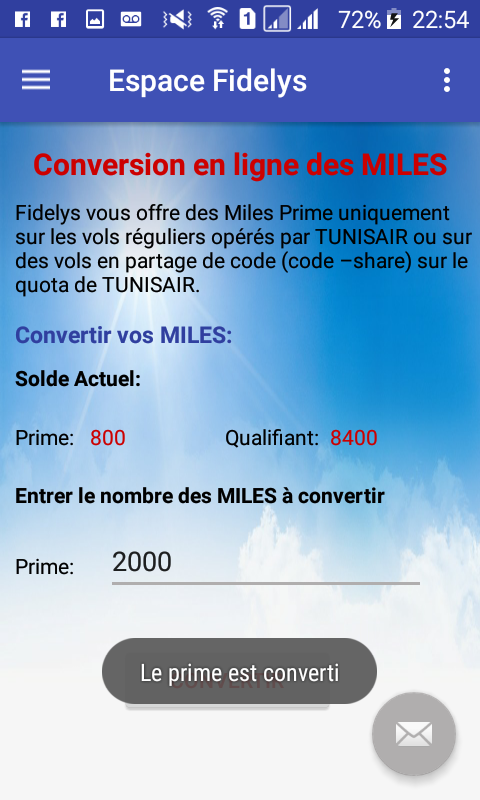 1
72%
22:54
Espace Fidelys
Conversion en ligne des MILES
Fidelys vous offre des Miles Prime uniquement
sur les vols réguliers opérés par TUNISAIR ou sur
des vols en partage de code (code –share) sur le
quota de TUNISAIR.
Convertir vos MILES:
Solde Actuel:
Prime: 800 Qualifiant: 8400
Entrer le nombre des MILES à convertir
Prime: 2000
Le prime est converti